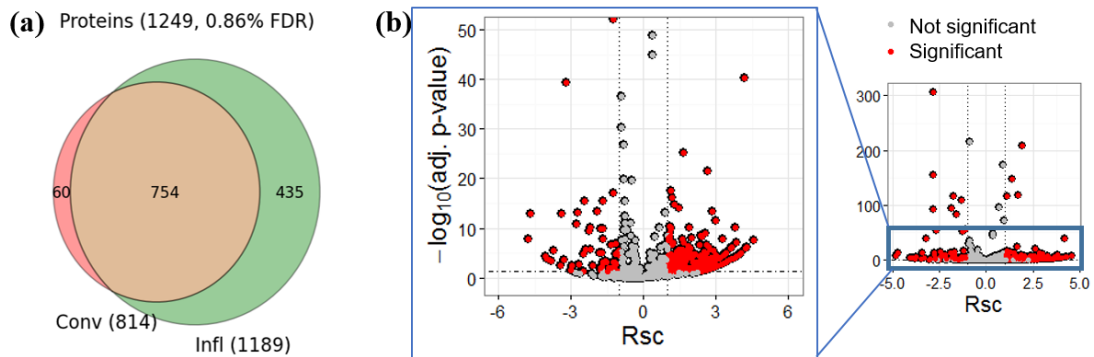 (a)
Proteins (1249, 0.86% FDR)
60
754
435
Conv (814)
Infl (1189)
(b)
−log10(adj. p-value)
50
40
30
20
10
0
-6
-3
0
3
6
Rsc
Not significant
Significant
300
200
100
0
-5.0
-2.5
0.0
2.5
5.0
Rsc